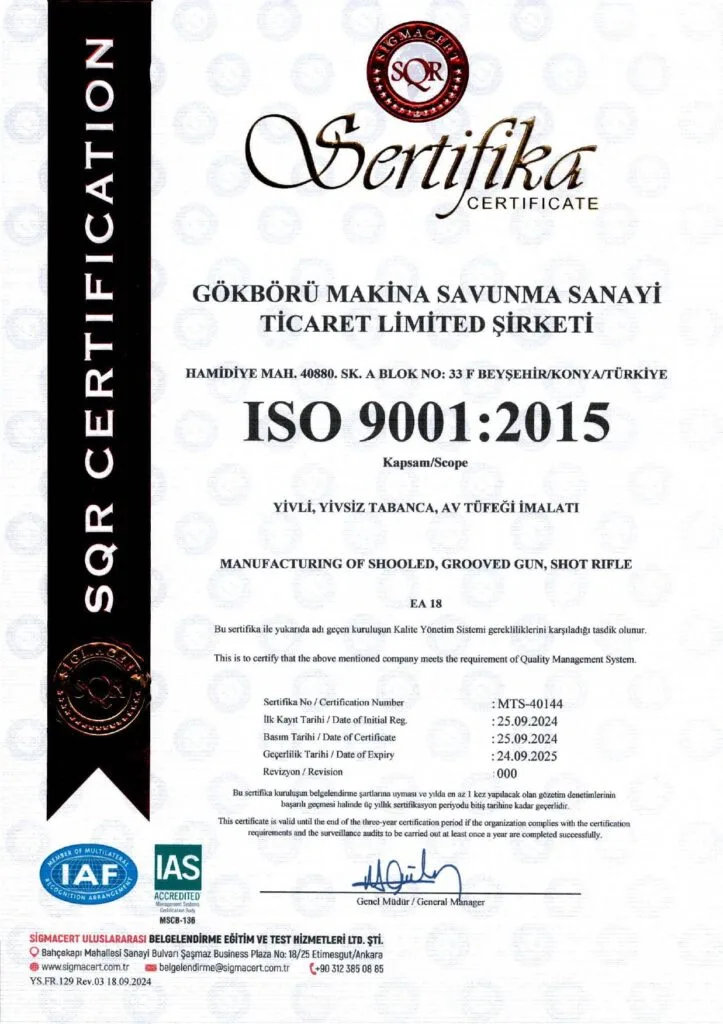 SQR CERTIFICATION
SIGMACERT
SQR
Sertifika
CERTIFICATE
GÖKBÖRÜ MAKİNA SAVUNMA SANAYİ
TİCARET LİMİTED ŞİRKETİ
HAMİDİYE MAH. 40880. SK. A BLOK NO: 33 F BEYŞEHİR/KONYA/TÜRKİYE
ISO 9001:2015
Kapsam/Scope
YİVLİ, YİVSİZ TABANCA, AV TÜFEĞİ İMALATI
MANUFACTURING OF SHOOLED, GROOVED GUN, SHOT RIFLE
EA 18
Bu sertifika ile yukarıda adı geçen kuruluşun Kalite Yönetim Sistemi gerekliliklerini karşıladığı tasdik olunur.
This is to certify that the above mentioned company meets the requirement of Quality Management System.
Sertifika No / Certification Number : MTS-40144
İlk Kayıt Tarihi / Date of Initial Reg. : 25.09.2024
Basım Tarihi / Date of Certificate : 25.09.2024
Geçerlilik Tarihi / Date of Expiry : 24.09.2025
Revizyon / Revision : 000
Bu sertifika kuruluşun belgelendirme şartlarına uyması ve yılda en az 1 kez yapılacak olan gözetim denetimlerinin
başarılı geçmesi halinde üç yıllık sertifikasyon periyodu bitiş tarihine kadar geçerlidir.
This certificate is valid until the end of the three-year certification period if the organization complies with the certification
requirements and the surveillance audits to be carried out at least once a year are completed successfully.
SIGMACERT
SQR
MEMBER OF MULTILATERAL
IAF
RECOGNITION ARRANGEMENT
IAS
ACCREDITED
Management Systems
Certification Body
MSCB-136
Genel Müdür / General Manager
SİGMACERT ULUSLARARASI BELGELENDİRME EĞİTİM VE TEST HİZMETLERİ LTD. ŞTİ.
Bahçekapı Mahallesi Sanayi Bulvarı Şaşmaz Business Plaza No: 18/25 Etimesgut/Ankara
www.sigmacert.com.tr belgelendirme@sigmacert.com.tr +90 312 385 08 85
YS.FR.129 Rev.03 18.09.2024